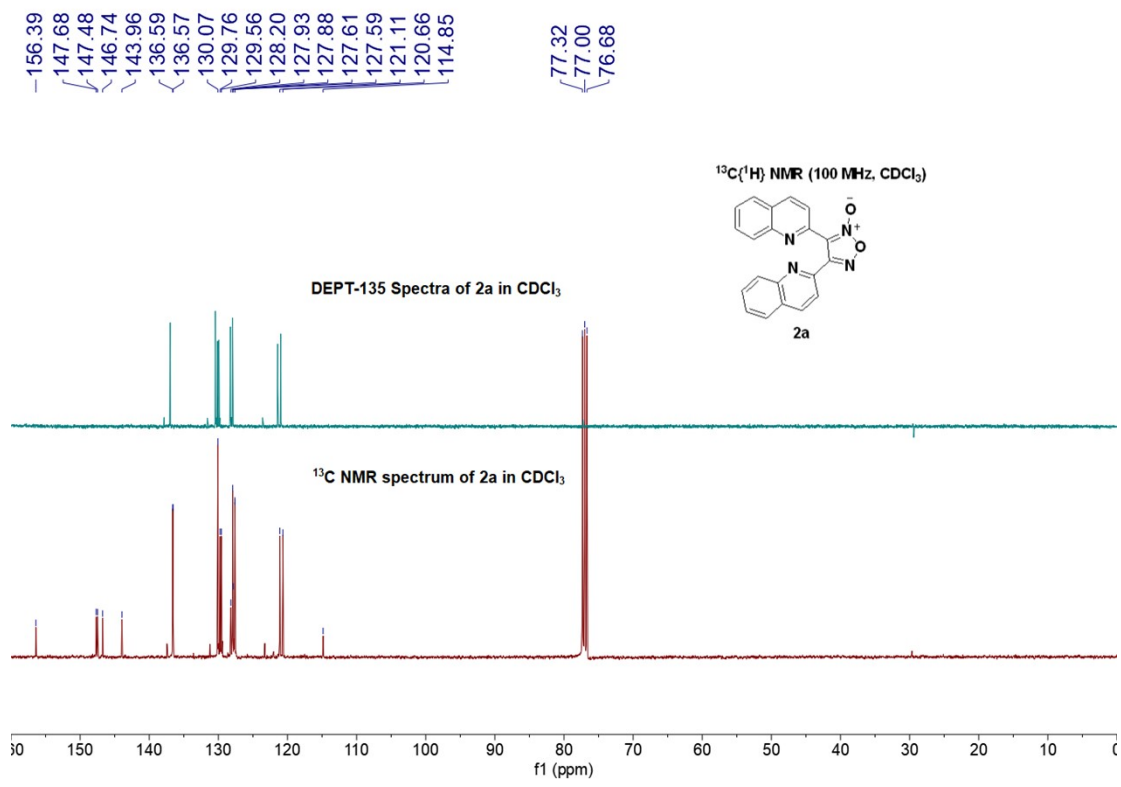 156.39
147.68
147.48
146.74
143.96
136.59
136.57
130.07
129.76
129.56
128.20
127.93
127.88
127.61
127.59
121.11
120.66
114.85
77.32
77.00
76.68
¹³C{¹H} NMR (100 MHz, CDCl₃)
O⁻
N⁺
O
N
N
N
2a
DEPT-135 Spectra of 2a in CDCl₃
¹³C NMR spectrum of 2a in CDCl₃
150 140 130 120 110 100 90 80 70 60 50 40 30 20 10
f1 (ppm)